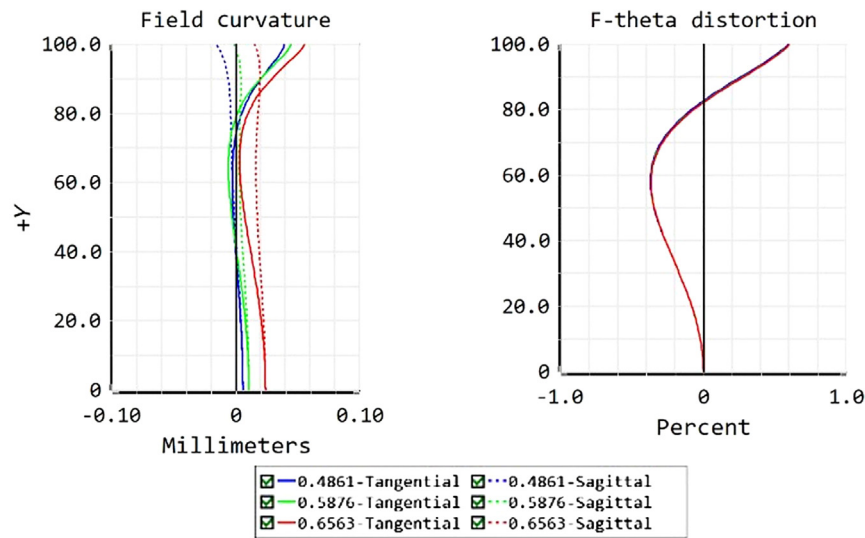 Field curvature
F-theta distortion
100.0
80.0
60.0
40.0
20.0
0
+Y
-0.10
0
0.10
Millimeters
100.0
80.0
60.0
40.0
20.0
0
-1.0
0
1.0
Percent
0.4861-Tangential
0.4861-Sagittal
0.5876-Tangential
0.5876-Sagittal
0.6563-Tangential
0.6563-Sagittal